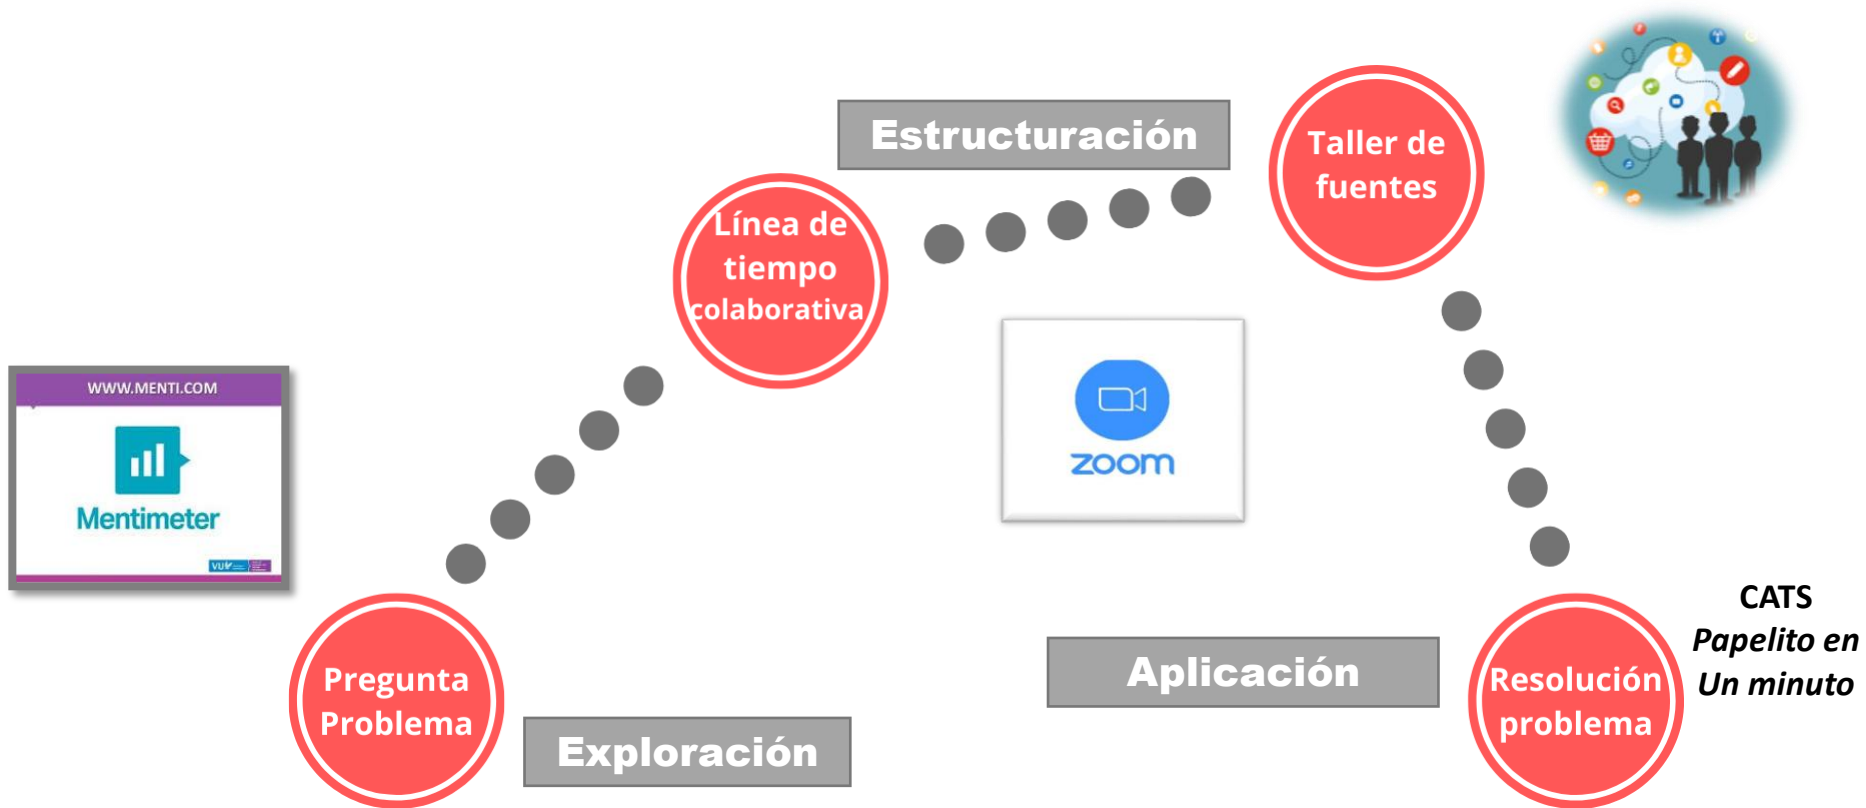 Estructuración
Taller de
fuentes
Línea de
tiempo
colaborativa
WWW.MENTI.COM
Mentimeter
VU
zoom
Pregunta
Problema
Exploración
Aplicación
Resolución
problema
CATS
Papelito en
Un minuto